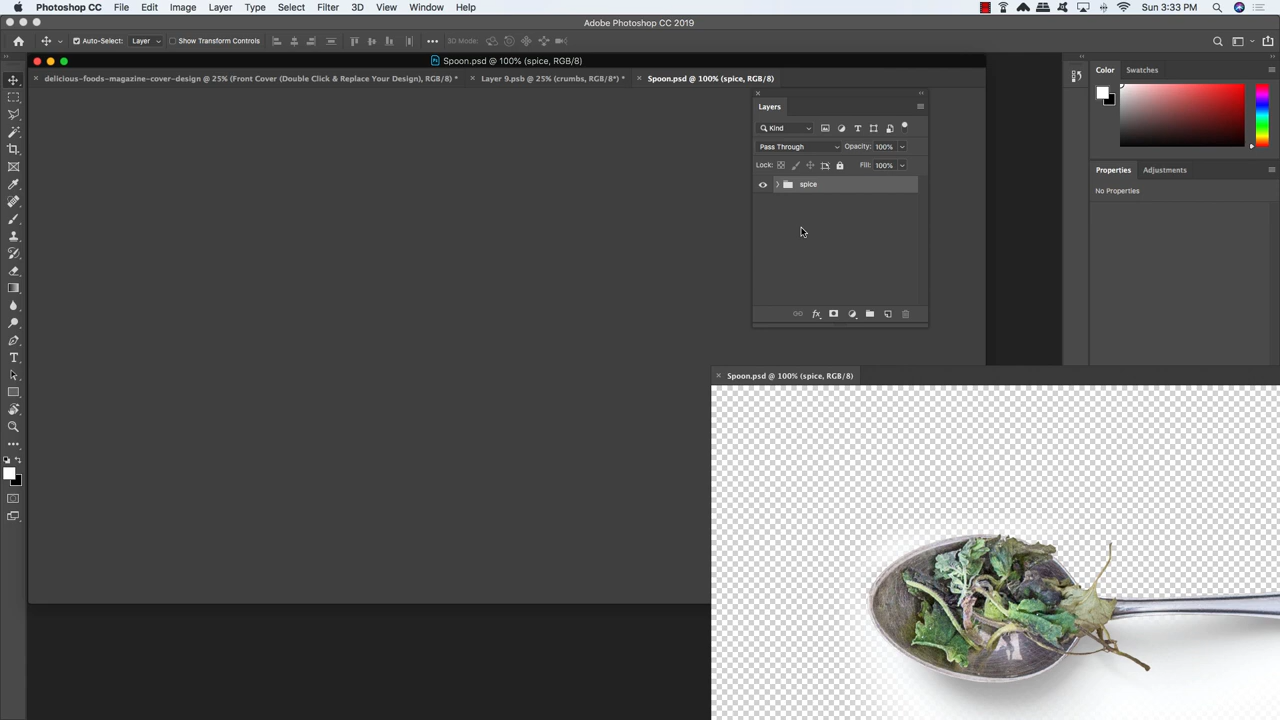 Photoshop CC File Edit Image Layer Type Select Filter 3D View Window Help Sun 3:33 PM
Adobe Photoshop CC 2019
Auto-Select: Layer Show Transform Controls 3D Mode:
Spoon.psd @ 100% (spice, RGB/8)
delicious-foods-magazine-cover-design @ 25% (Front Cover (Double Click & Replace Your Design), RGB/8) * Layer 9.psb @ 25% (crumbs, RGB/8*) * Spoon.psd @ 100% (spice, RGB/8)
Color Swatches
Layers
Kind
Pass Through Opacity: 100%
Lock: Fill: 100%
spice
Properties Adjustments
No Properties
Spoon.psd @ 100% (spice, RGB/8)